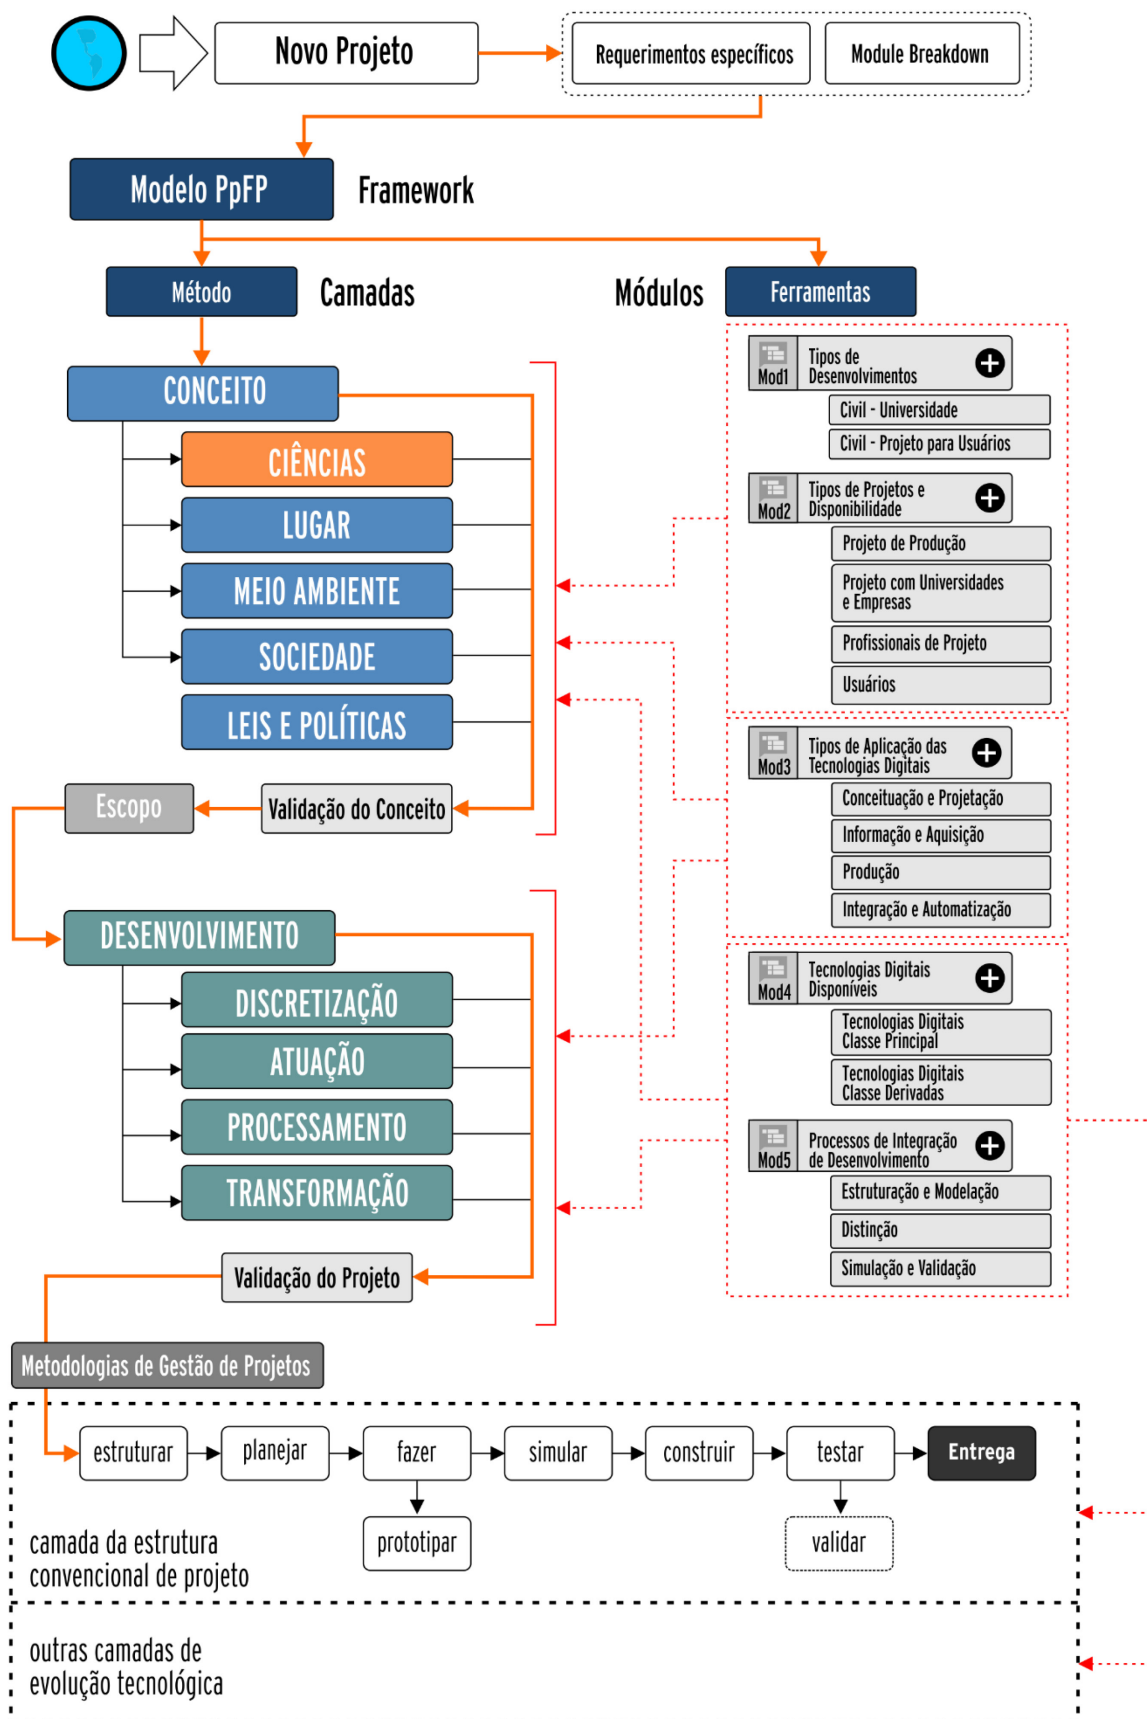 Novo Projeto
Requerimentos específicos
Module Breakdown
Modelo PpFP
Framework
Método
Camadas
Módulos
Ferramentas
CONCEITO
CIÊNCIAS
LUGAR
MEIO AMBIENTE
SOCIEDADE
LEIS E POLÍTICAS
Escopo
Validação do Conceito
DESENVOLVIMENTO
DISCRETIZAÇÃO
ATUAÇÃO
PROCESSAMENTO
TRANSFORMAÇÃO
Validação do Projeto
Mod1
Tipos de
Desenvolvimentos
Civil - Universidade
Civil - Projeto para Usuários
Mod2
Tipos de Projetos e
Disponibilidade
Projeto de Produção
Projeto com Universidades
e Empresas
Profissionais de Projeto
Usuários
Mod3
Tipos de Aplicação das
Tecnologias Digitais
Conceituação e Projetação
Informação e Aquisição
Produção
Integração e Automatização
Mod4
Tecnologias Digitais
Disponíveis
Tecnologias Digitais
Classe Principal
Tecnologias Digitais
Classe Derivadas
Mod5
Processos de Integração
de Desenvolvimento
Estruturação e Modelação
Distinção
Simulação e Validação
Metodologias de Gestão de Projetos
estruturar
planejar
fazer
simular
construir
testar
Entrega
prototipar
validar
camada da estrutura
convencional de projeto
outras camadas de
evolução tecnológica